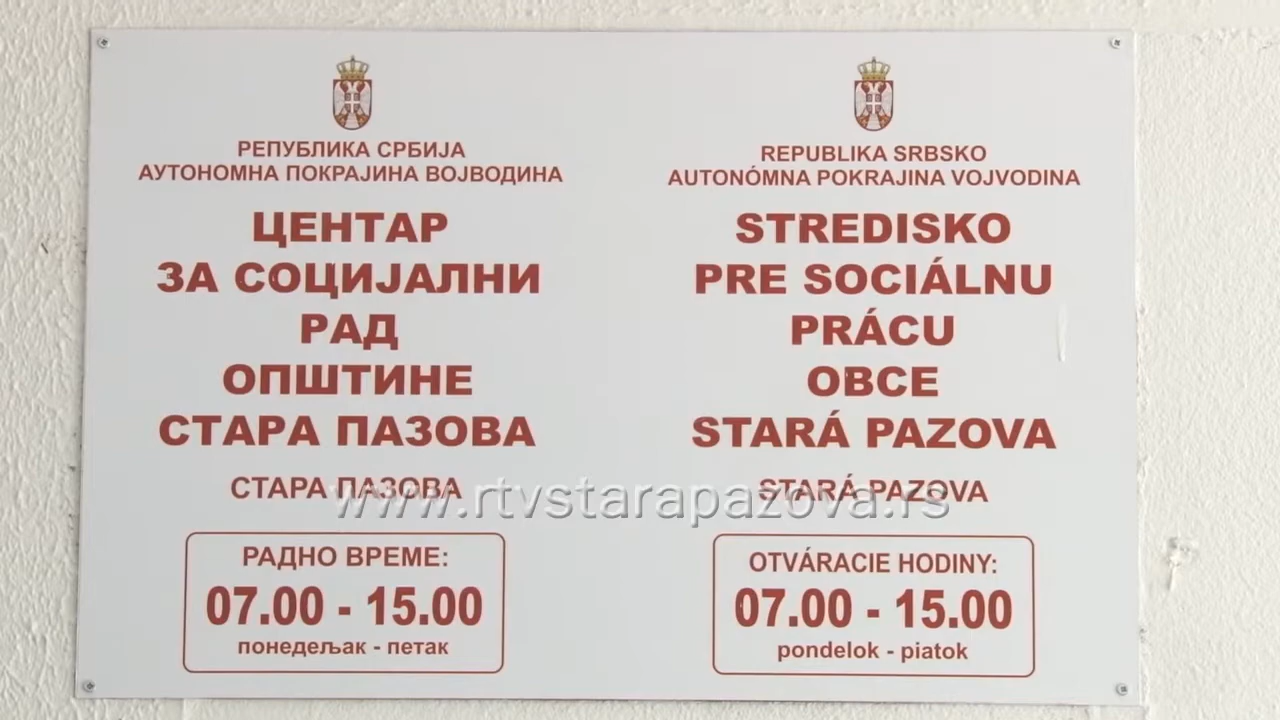 РЕПУБЛИКА СРБИЈА
АУТОНОМНА ПОКРАЈИНА ВОЈВОДИНА
ЦЕНТАР
ЗА СОЦИЈАЛНИ
РАД
ОПШТИНЕ
СТАРА ПАЗОВА
СТАРА ПАЗОВА
РАДНО ВРЕМЕ:
07.00 - 15.00
понедељак - петак
REPUBLIKA SRBSKO
AUTONÓMNA POKRAJINA VOJVODINA
STREDISKO
PRE SOCIÁLNU
PRÁCU
OBCE
STARÁ PAZOVA
STARÁ PAZOVA
OTVÁRACIE HODINY:
07.00 - 15.00
pondelok - piatok
www.rtvstarapazova.rs